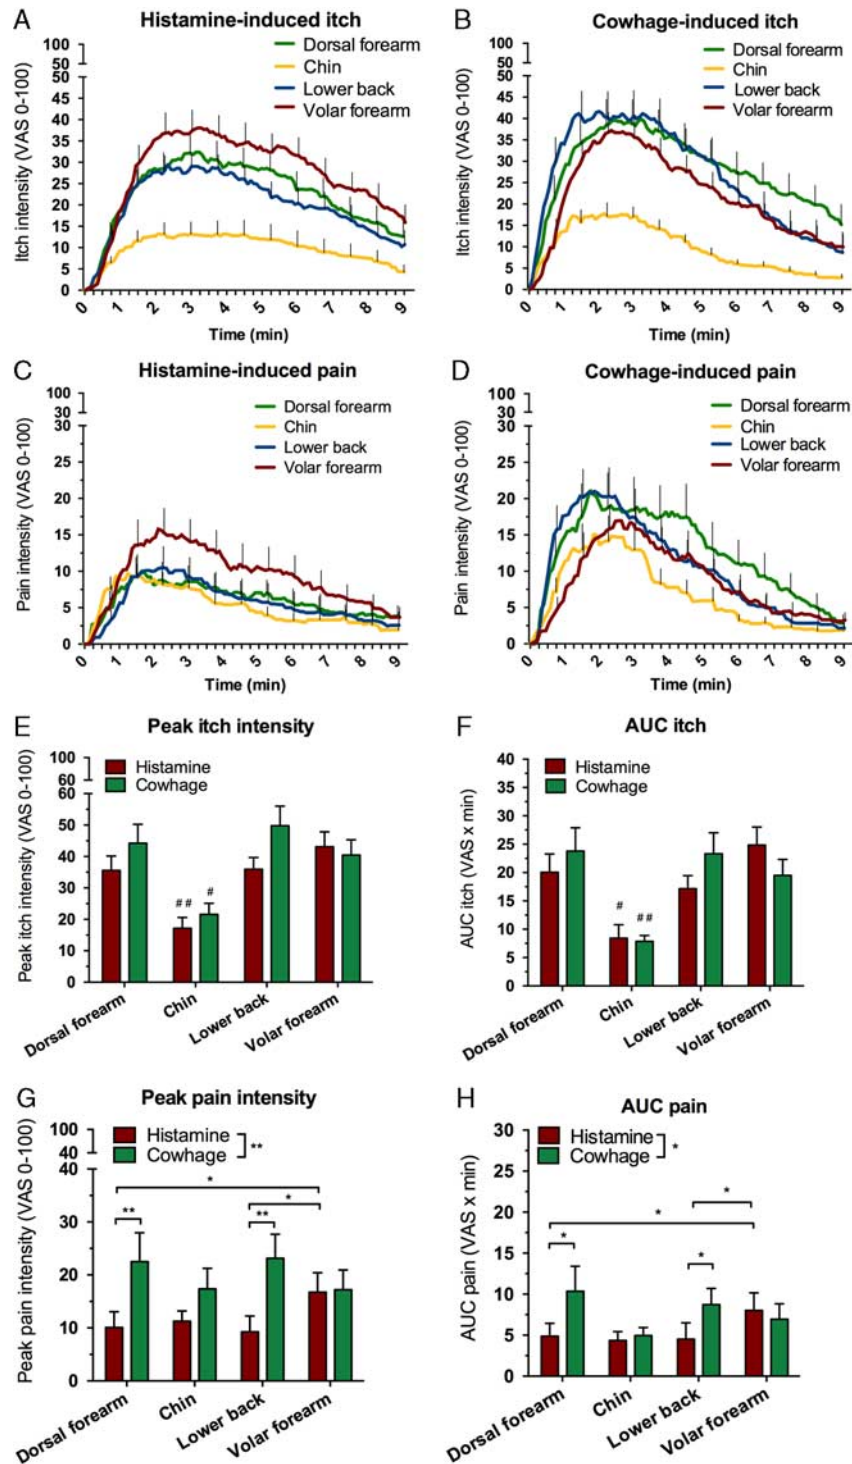 A
Histamine-induced itch
Itch intensity (VAS 0-100)
100
50
50
45
40
35
30
25
20
15
10
5
0
Dorsal forearm
Chin
Lower back
Volar forearm
0 1 2 3 4 5 6 7 8 9
Time (min)
B
Cowhage-induced itch
Itch intensity (VAS 0-100)
100
50
50
45
40
35
30
25
20
15
10
5
0
Dorsal forearm
Chin
Lower back
Volar forearm
0 1 2 3 4 5 6 7 8 9
Time (min)
C
Histamine-induced pain
Pain intensity (VAS 0-100)
100
30
30
25
20
15
10
5
0
Dorsal forearm
Chin
Lower back
Volar forearm
0 1 2 3 4 5 6 7 8 9
Time (min)
D
Cowhage-induced pain
Pain intensity (VAS 0-100)
100
30
30
25
20
15
10
5
0
Dorsal forearm
Chin
Lower back
Volar forearm
0 1 2 3 4 5 6 7 8 9
Time (min)
E
Peak itch intensity
Peak itch intensity (VAS 0-100)
100
60
60
50
40
30
20
10
0
Histamine
Cowhage
## #
Dorsal forearm Chin Lower back Volar forearm
F
AUC itch
AUC itch (VAS x min)
40
35
30
25
20
15
10
5
0
Histamine
Cowhage
# ##
Dorsal forearm Chin Lower back Volar forearm
G
Peak pain intensity
Peak pain intensity (VAS 0-100)
100
40
40
30
20
10
0
Histamine
Cowhage
**
*
** ** *
Dorsal forearm Chin Lower back Volar forearm
H
AUC pain
AUC pain (VAS x min)
30
25
20
15
10
5
0
Histamine
Cowhage
*
*
*
* *
Dorsal forearm Chin Lower back Volar forearm